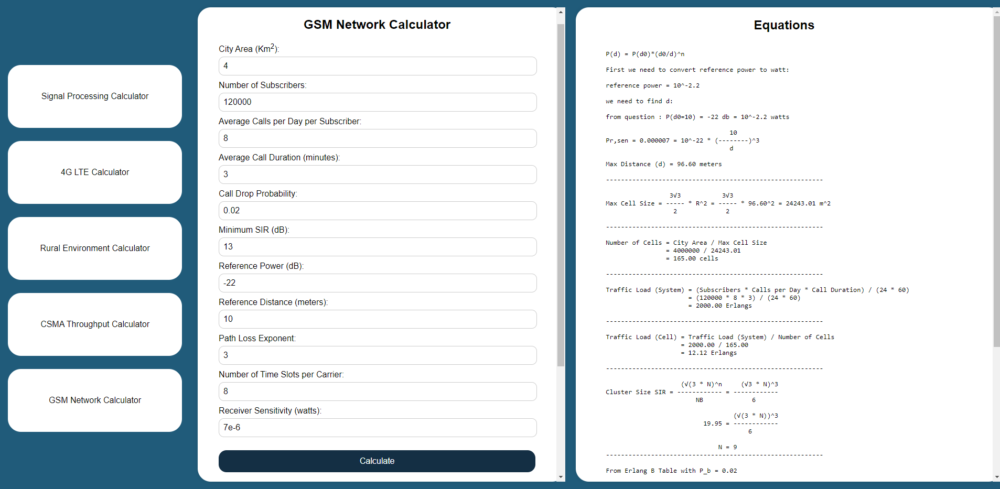 Signal Processing Calculator
4G LTE Calculator
Rural Environment Calculator
CSMA Throughput Calculator
GSM Network Calculator
GSM Network Calculator
City Area (Km²):
4
Number of Subscribers:
120000
Average Calls per Day per Subscriber:
8
Average Call Duration (minutes):
3
Call Drop Probability:
0.02
Minimum SIR (dB):
13
Reference Power (dB):
-22
Reference Distance (meters):
10
Path Loss Exponent:
3
Number of Time Slots per Carrier:
8
Receiver Sensitivity (watts):
7e-6
Calculate
Equations
P(d) = P(d0)*(d0/d)^n
First we need to convert reference power to watt:
reference power = 10^-2.2
we need to find d:
from question : P(d0=10) = -22 db = 10^-2.2 watts
10
Pr,sen = 0.000007 = 10^-22 * (--------)^3
d
Max Distance (d) = 96.60 meters
----------------------------------------------------------
3√3 3√3
Max Cell Size = ----- * R^2 = ----- * 96.60^2 = 24243.01 m^2
2 2
----------------------------------------------------------
Number of Cells = City Area / Max Cell Size
= 4000000 / 24243.01
= 165.00 cells
----------------------------------------------------------
Traffic Load (System) = (Subscribers * Calls per Day * Call Duration) / (24 * 60)
= (120000 * 8 * 3) / (24 * 60)
= 2000.00 Erlangs
----------------------------------------------------------
Traffic Load (Cell) = Traffic Load (System) / Number of Cells
= 2000.00 / 165.00
= 12.12 Erlangs
----------------------------------------------------------
(√(3 * N)^n (√3 * N)^3
Cluster Size SIR = ------------ = ------------
NB 6
(√(3 * N))^3
19.95 = ------------
6
N = 9
----------------------------------------------------------
From Erlang B Table with P_b = 0.02